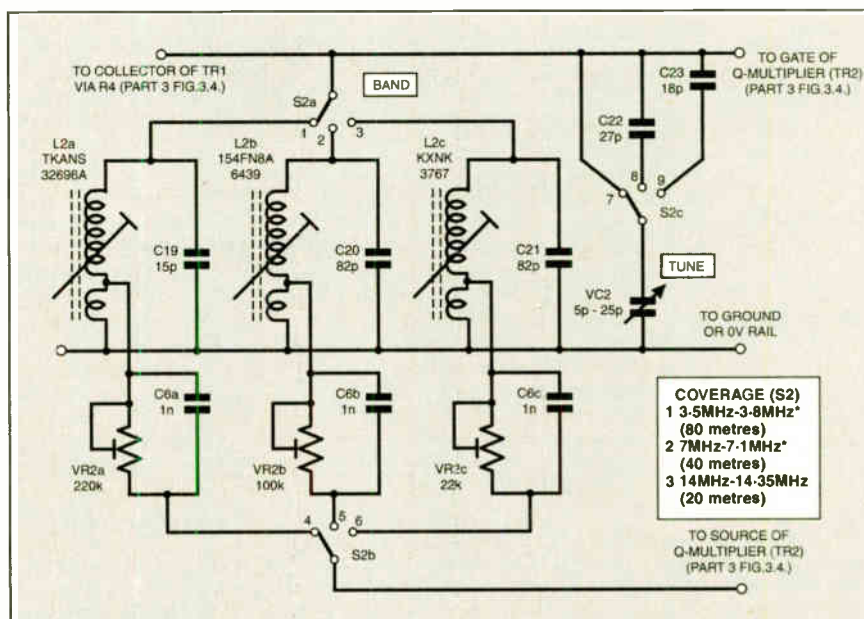 TO COLLECTOR OF TR1
VIA R4 (PART 3 FIG.3.4.)
S2a
BAND
1
2
3
C23
18p
TO GATE OF
Q-MULTIPLIER (TR2)
(PART 3 FIG.3.4.)
C22
27p
L2a
TKANS
32696A
L2b
154FN8A
6439
L2c
KXNK
3767
7
8
9
S2c
C19
15p
C20
82p
C21
82p
TUNE
VC2
5p - 25p
TO GROUND
OR 0V RAIL
C6a
1n
C6b
1n
C6c
1n
VR2a
220k
VR2b
100k
VR2c
22k
COVERAGE (S2)
1 3·5MHz-3·8MHz*
(80 metres)
2 7MHz-7·1MHz*
(40 metres)
3 14MHz-14·35MHz
(20 metres)
4
5
6
S2b
TO SOURCE OF
Q-MULTIPLIER (TR2)
(PART 3 FIG.3.4.)